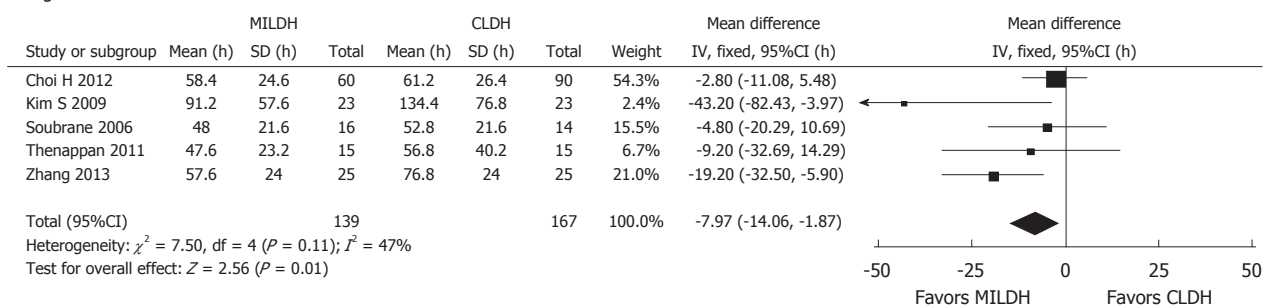 MILDH CLDH Mean difference Mean difference
Study or subgroup Mean (h) SD (h) Total Mean (h) SD (h) Total Weight IV, fixed, 95%CI (h) IV, fixed, 95%CI (h)
Choi H 2012 58.4 24.6 60 61.2 26.4 90 54.3% -2.80 (-11.08, 5.48)
Kim S 2009 91.2 57.6 23 134.4 76.8 23 2.4% -43.20 (-82.43, -3.97)
Soubrane 2006 48 21.6 16 52.8 21.6 14 15.5% -4.80 (-20.29, 10.69)
Thenappan 2011 47.6 23.2 15 56.8 40.2 15 6.7% -9.20 (-32.69, 14.29)
Zhang 2013 57.6 24 25 76.8 24 25 21.0% -19.20 (-32.50, -5.90)
Total (95%CI) 139 167 100.0% -7.97 (-14.06, -1.87)
Heterogeneity: χ² = 7.50, df = 4 (P = 0.11); I² = 47%
Test for overall effect: Z = 2.56 (P = 0.01)
-50 -25 0 25 50
Favors MILDH Favors CLDH